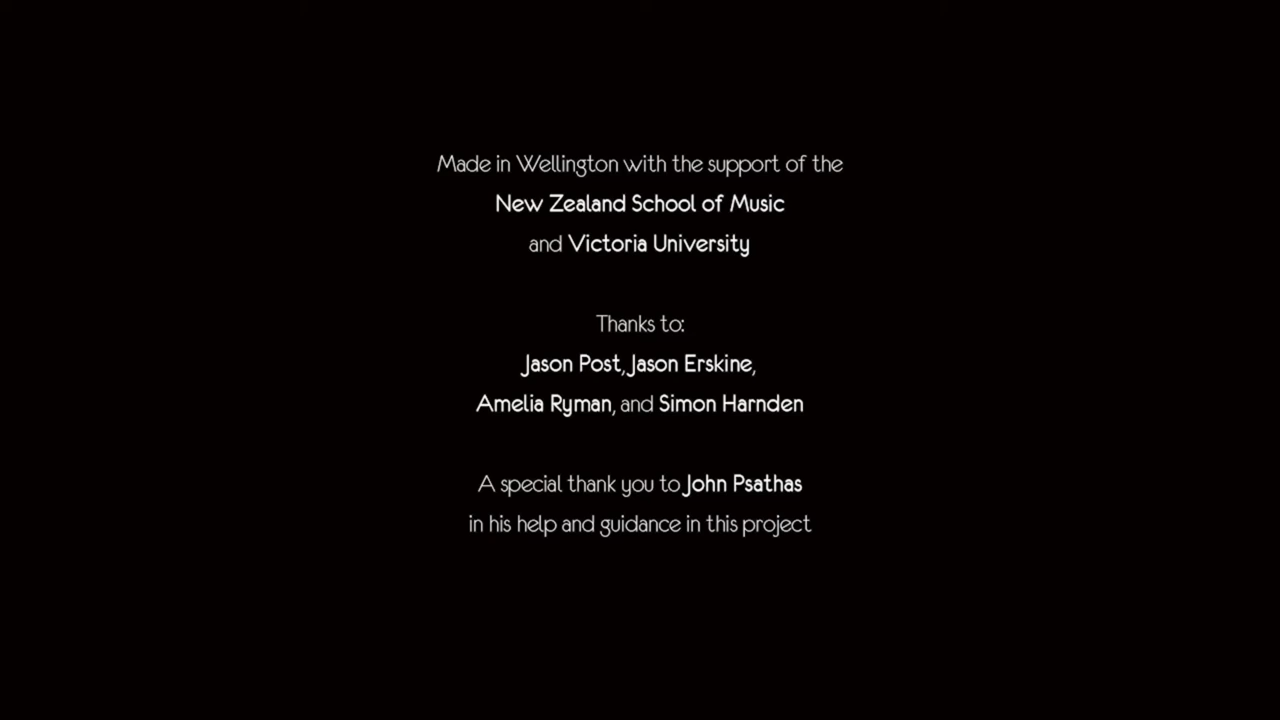 Made in Wellington with the support of the
New Zealand School of Music
and Victoria University
Thanks to:
Jason Post, Jason Erskine,
Amelia Ryman, and Simon Harnden
A special thank you to John Psathas
in his help and guidance in this project